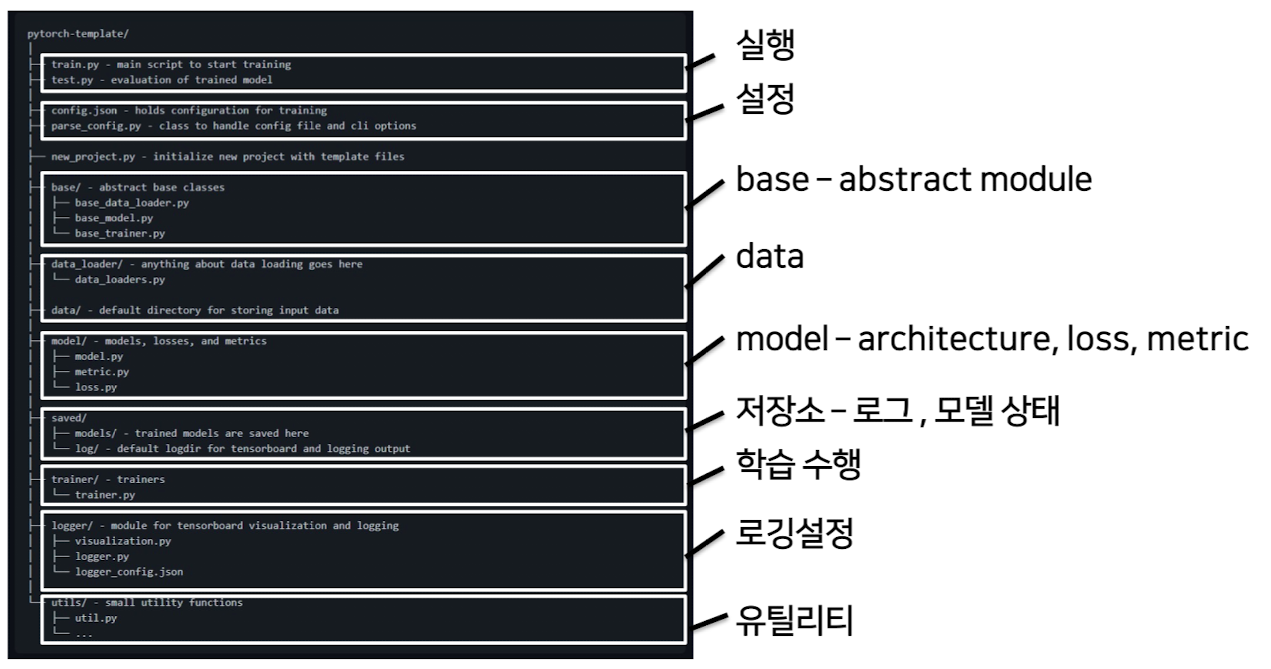 pytorch-template/
│
├── train.py - main script to start training
├── test.py - evaluation of trained model
│
├── config.json - holds configuration for training
├── parse_config.py - class to handle config file and cli options
│
├── new_project.py - initialize new project with template files
│
├── base/ - abstract base classes
│   ├── base_data_loader.py
│   ├── base_model.py
│   └── base_trainer.py
│
├── data_loader/ - anything about data loading goes here
│   └── data_loaders.py
│
├── data/ - default directory for storing input data
│
├── model/ - models, losses, and metrics
│   ├── model.py
│   ├── metric.py
│   └── loss.py
│
├── saved/
│   ├── models/ - trained models are saved here
│   └── log/ - default logdir for tensorboard and logging output
│
├── trainer/ - trainers
│   └── trainer.py
│
├── logger/ - module for tensorboard visualization and logging
│   ├── visualization.py
│   ├── logger.py
│   └── logger_config.json
│
└── utils/ - small utility functions
    ├── util.py
    └── ...
실행
설정
base – abstract module
data
model – architecture, loss, metric
저장소 – 로그 , 모델 상태
학습 수행
로깅설정
유틸리티